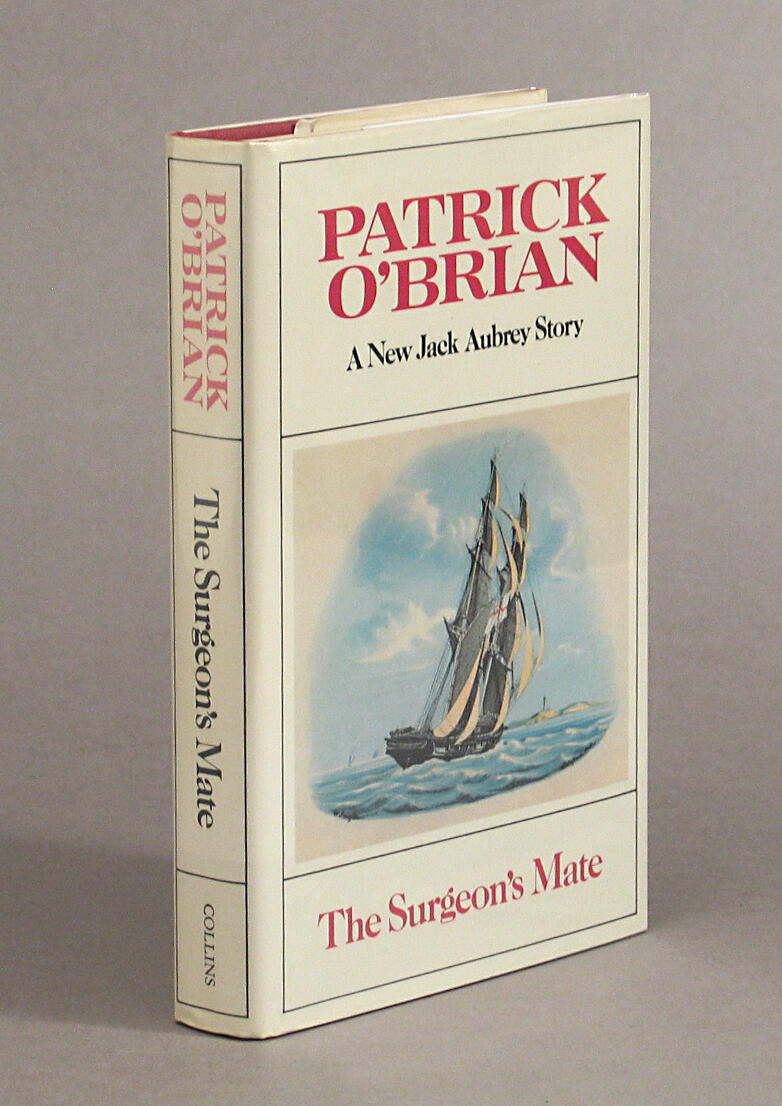 PATRICK
O'BRIAN
The Surgeon's Mate
COLLINS
PATRICK
O'BRIAN
A New Jack Aubrey Story
The Surgeon's Mate